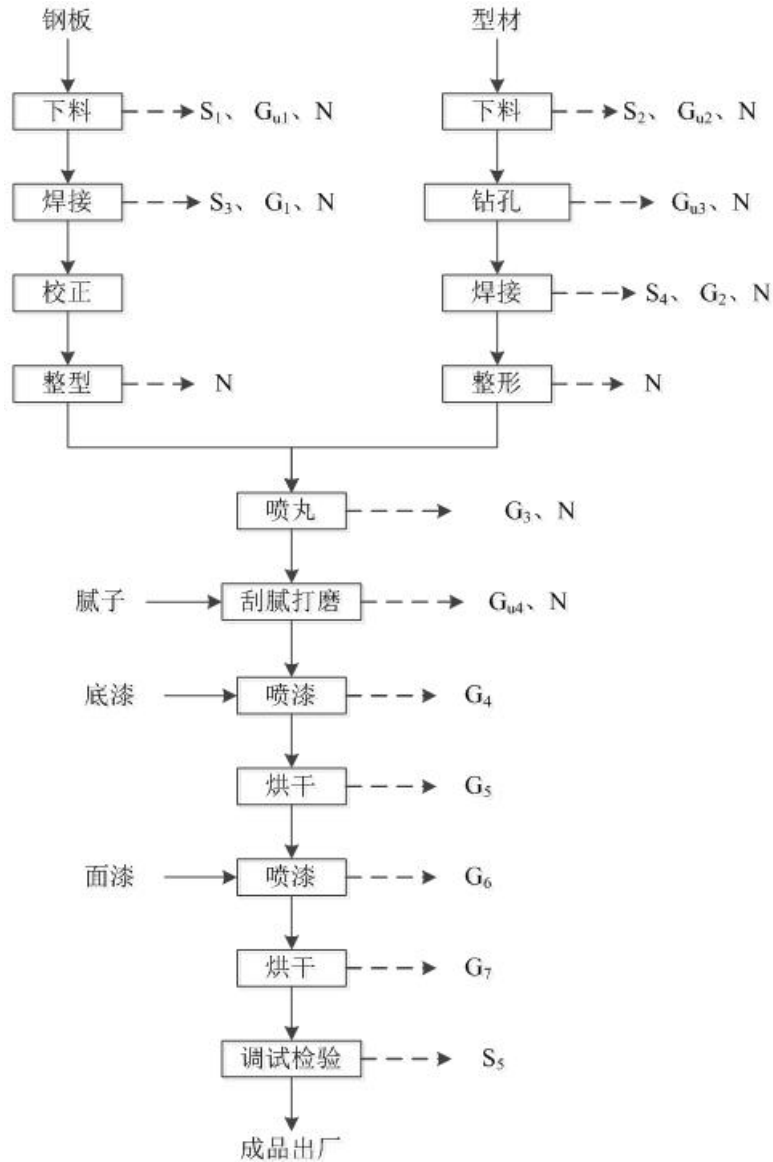 钢板 型材
下料 S₁、Gᵤ₁、N 下料 S₂、Gᵤ₂、N
焊接 S₃、G₁、N 钻孔 Gᵤ₃、N
校正 焊接 S₄、G₂、N
整型 N 整形 N
喷丸 G₃、N
腻子 刮腻打磨 Gᵤ₄、N
底漆 喷漆 G₄
烘干 G₅
面漆 喷漆 G₆
烘干 G₇
调试检验 S₅
成品出厂